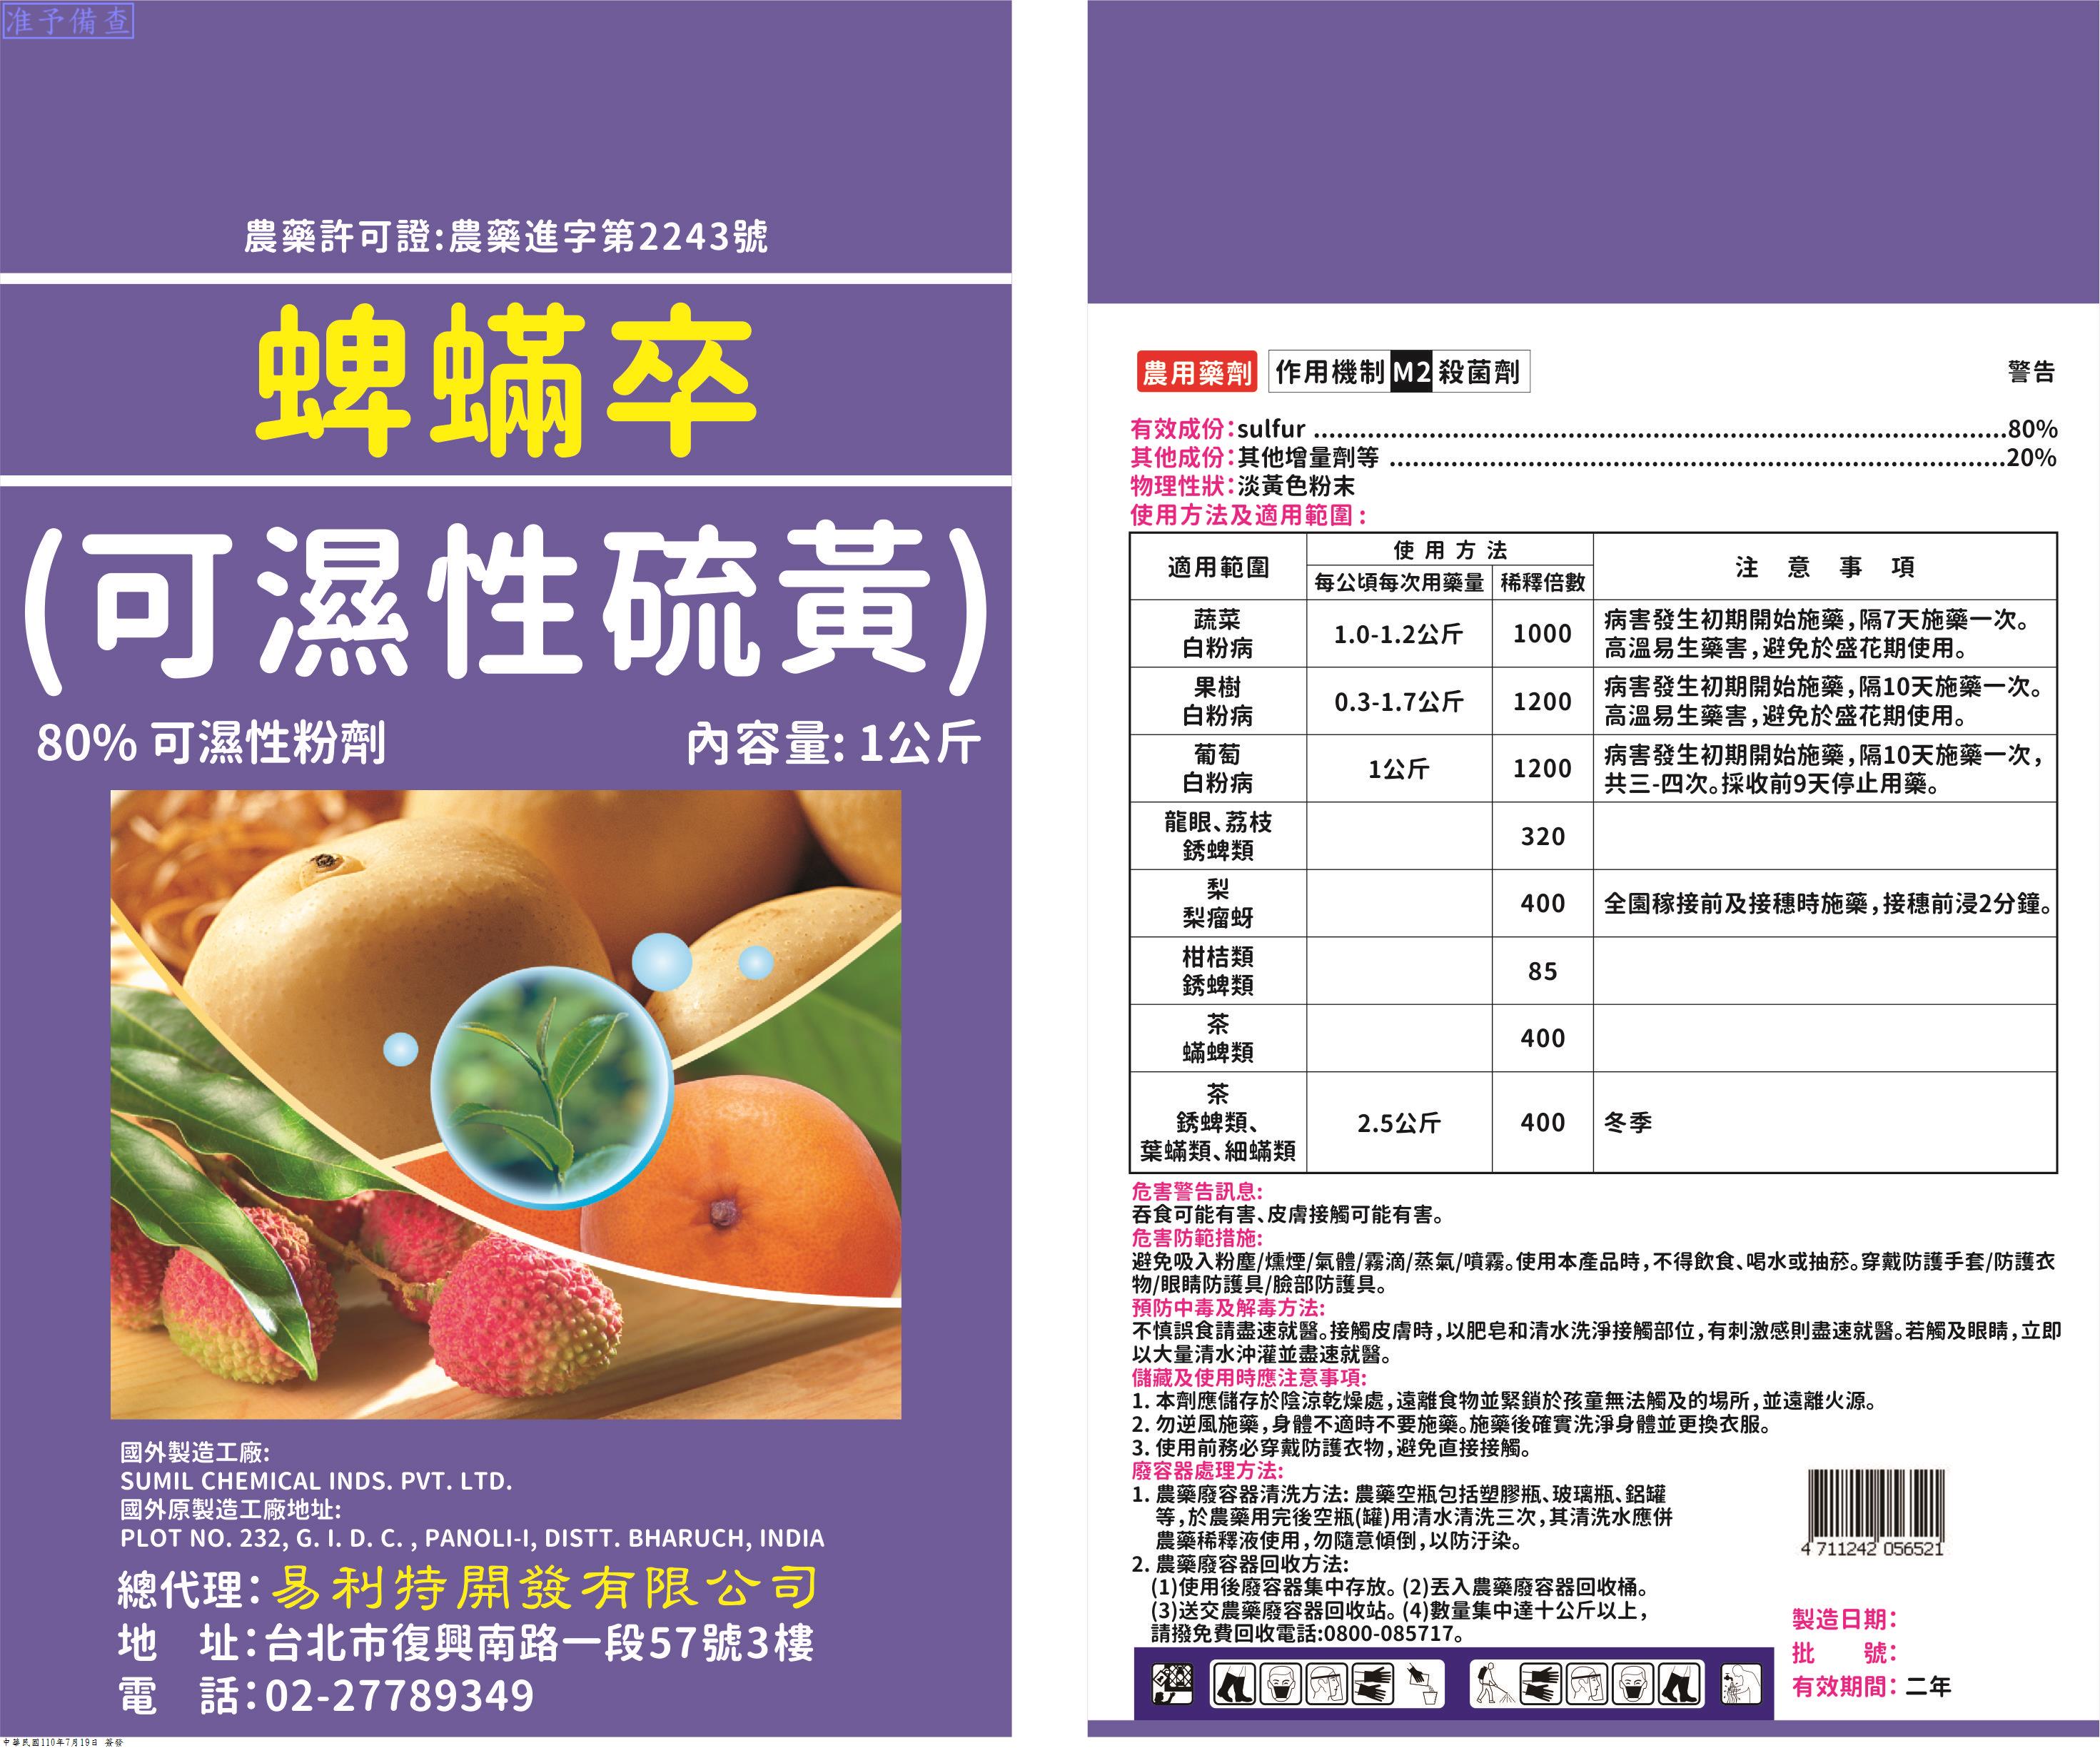 准予備查
農藥許可證:農藥進字第2243號
蜱蟎卒
(可濕性硫黃)
80% 可濕性粉劑 內容量: 1公斤
國外製造工廠:
SUMIL CHEMICAL INDS. PVT. LTD.
國外原製造工廠地址:
PLOT NO. 232, G. I. D. C. , PANOLI-I, DISTT. BHARUCH, INDIA
總代理:易利特開發有限公司
地 址:台北市復興南路一段57號3樓
電 話:02-27789349
中華民國110年7月19日 簽發
農用藥劑 作用機制 M2 殺菌劑 警告
有效成份:sulfur ........................................................................................80%
其他成份:其他增量劑等 ..............................................................................20%
物理性狀:淡黃色粉末
使用方法及適用範圍:
適用範圍 使用方法 注意事項
每公頃每次用藥量 稀釋倍數
蔬菜
白粉病 1.0-1.2公斤 1000 病害發生初期開始施藥,隔7天施藥一次。
高溫易生藥害,避免於盛花期使用。
果樹
白粉病 0.3-1.7公斤 1200 病害發生初期開始施藥,隔10天施藥一次。
高溫易生藥害,避免於盛花期使用。
葡萄
白粉病 1公斤 1200 病害發生初期開始施藥,隔10天施藥一次,
共三-四次。採收前9天停止用藥。
龍眼、荔枝
銹蜱類 320
梨
梨瘤蚜 400 全園稼接前及接穗時施藥,接穗前浸2分鐘。
柑桔類
銹蜱類 85
茶
蟎蜱類 400
茶
銹蜱類、
葉蟎類、細蟎類 2.5公斤 400 冬季
危害警告訊息:
吞食可能有害、皮膚接觸可能有害。
危害防範措施:
避免吸入粉塵/燻煙/氣體/霧滴/蒸氣/噴霧。使用本產品時,不得飲食、喝水或抽菸。穿戴防護手套/防護衣
物/眼睛防護具/臉部防護具。
預防中毒及解毒方法:
不慎誤食請盡速就醫。接觸皮膚時,以肥皂和清水洗淨接觸部位,有刺激感則盡速就醫。若觸及眼睛,立即
以大量清水沖灌並盡速就醫。
儲藏及使用時應注意事項:
1. 本劑應儲存於陰涼乾燥處,遠離食物並緊鎖於孩童無法觸及的場所,並遠離火源。
2. 勿逆風施藥,身體不適時不要施藥。施藥後確實洗淨身體並更換衣服。
3. 使用前務必穿戴防護衣物,避免直接接觸。
廢容器處理方法:
1. 農藥廢容器清洗方法: 農藥空瓶包括塑膠瓶、玻璃瓶、鋁罐
等,於農藥用完後空瓶(罐)用清水清洗三次,其清洗水應併
農藥稀釋液使用,勿隨意傾倒,以防汙染。
2. 農藥廢容器回收方法:
(1)使用後廢容器集中存放。(2)丟入農藥廢容器回收桶。
(3)送交農藥廢容器回收站。(4)數量集中達十公斤以上,
請撥免費回收電話:0800-085717。
4 711242 056521
製造日期:
批 號:
有效期間:二年